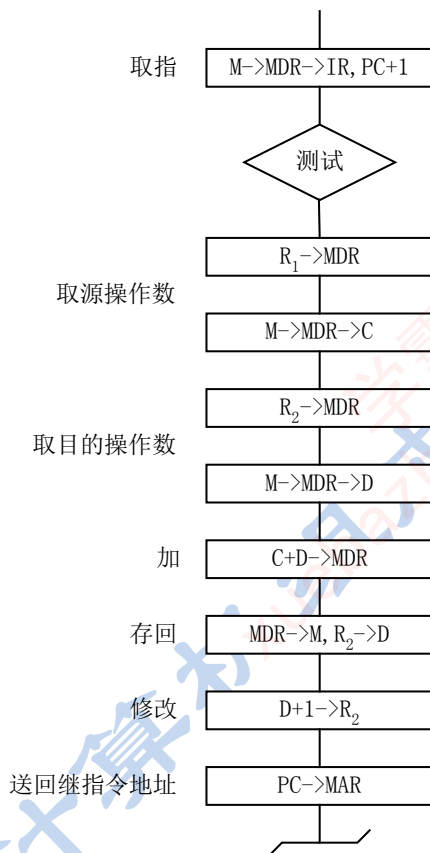 取指 M->MDR->IR,PC+1
测试
R₁->MDR
取源操作数
M->MDR->C
R₂->MDR
取目的操作数
M->MDR->D
加 C+D->MDR
存回 MDR->M,R₂->D
修改 D+1->R₂
送回继指令地址 PC->MAR